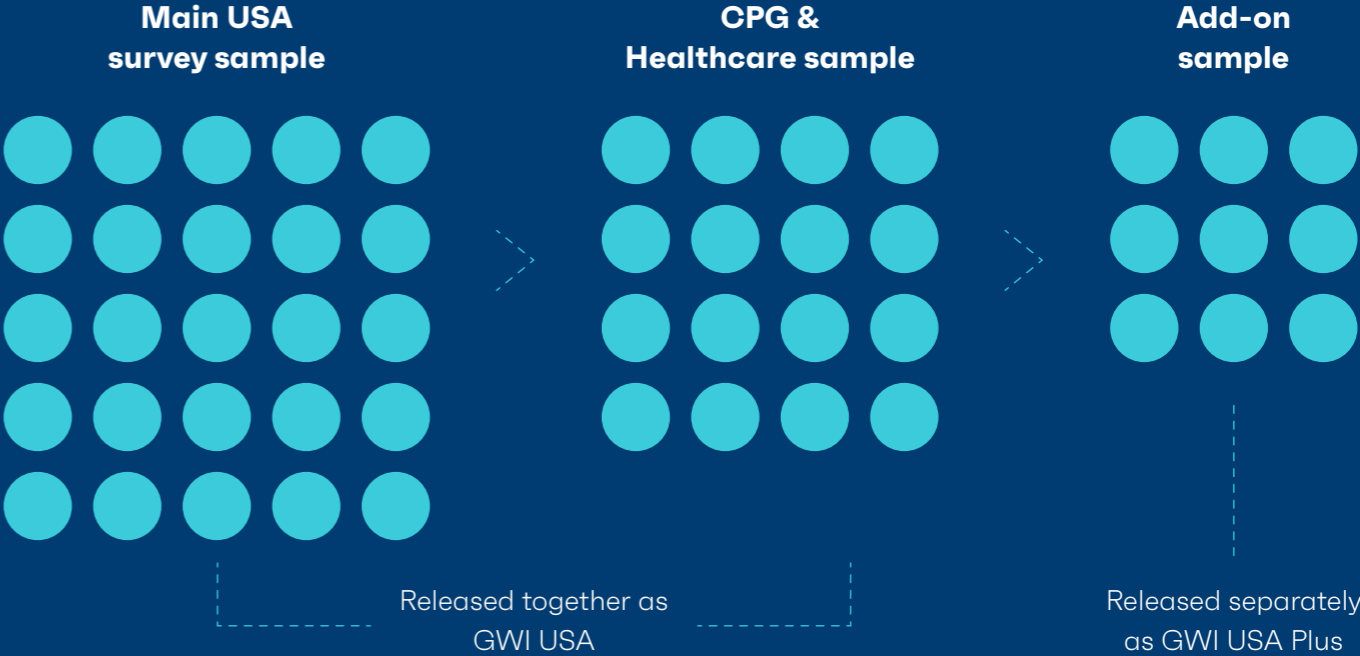 Main USA
survey sample
CPG &
Healthcare sample
Add-on
sample
Released together as
GWI USA
Released separately
as GWI USA Plus